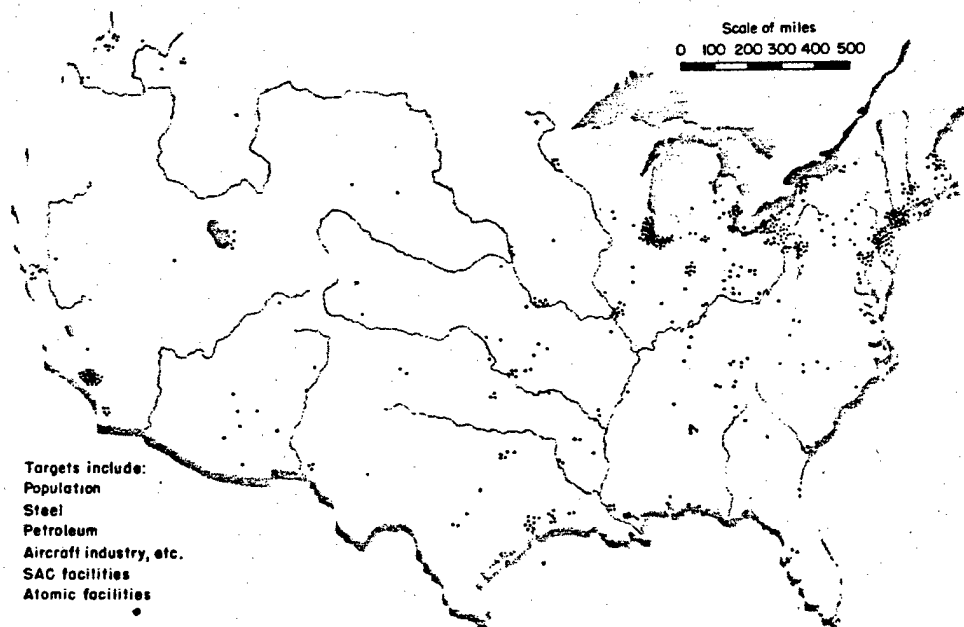 Scale of miles
0 100 200 300 400 500
Targets include:
Population
Steel
Petroleum
Aircraft industry, etc.
SAC facilities
Atomic facilities